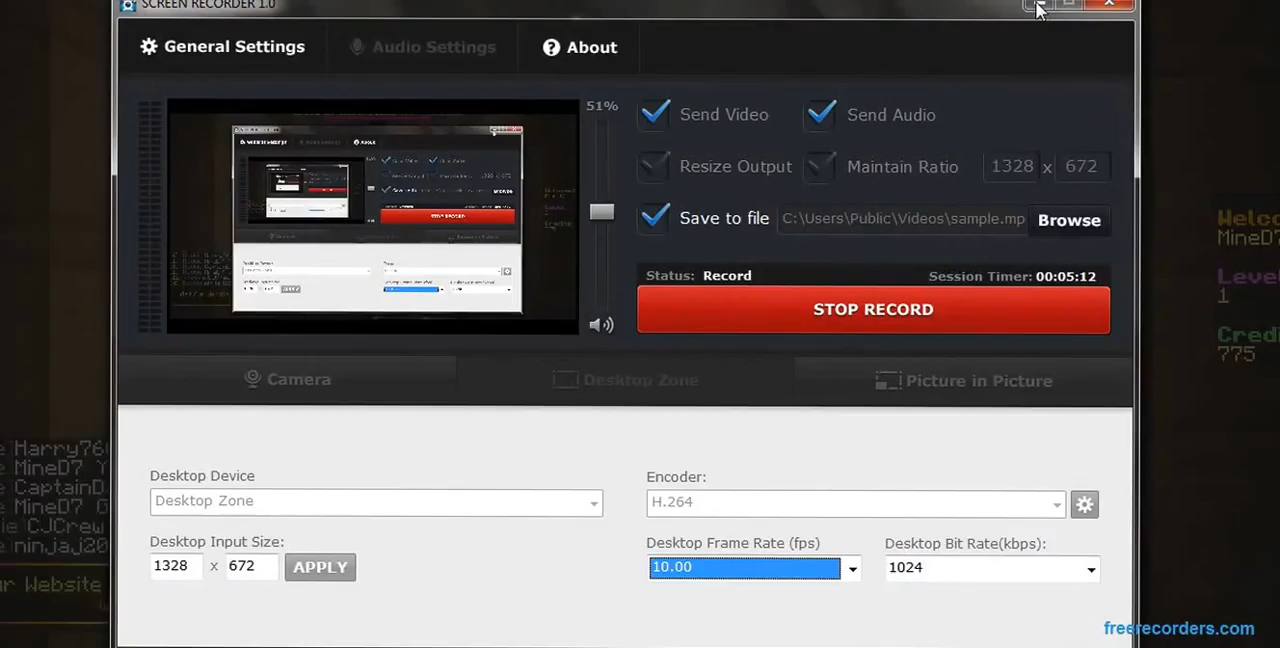 SCREEN RECORDER 1.0
General Settings
Audio Settings
About
51%
Send Video
Send Audio
Resize Output
Maintain Ratio
1328 x 672
Save to file
C:\Users\Public\Videos\sample.mp
Browse
Status: Record
Session Timer: 00:05:12
STOP RECORD
Camera
Desktop Zone
Picture in Picture
Desktop Device
Desktop Zone
Encoder:
H.264
Desktop Input Size:
1328 x 672
APPLY
Desktop Frame Rate (fps)
10.00
Desktop Bit Rate(kbps):
1024
Welco
MineD7
Leve
1
Credi
775
e Harry76
e MineD7 Y
e CaptainD
e MineD7 G
ie CJCrew
e ninjaj20
ur Website
freerecorders.com